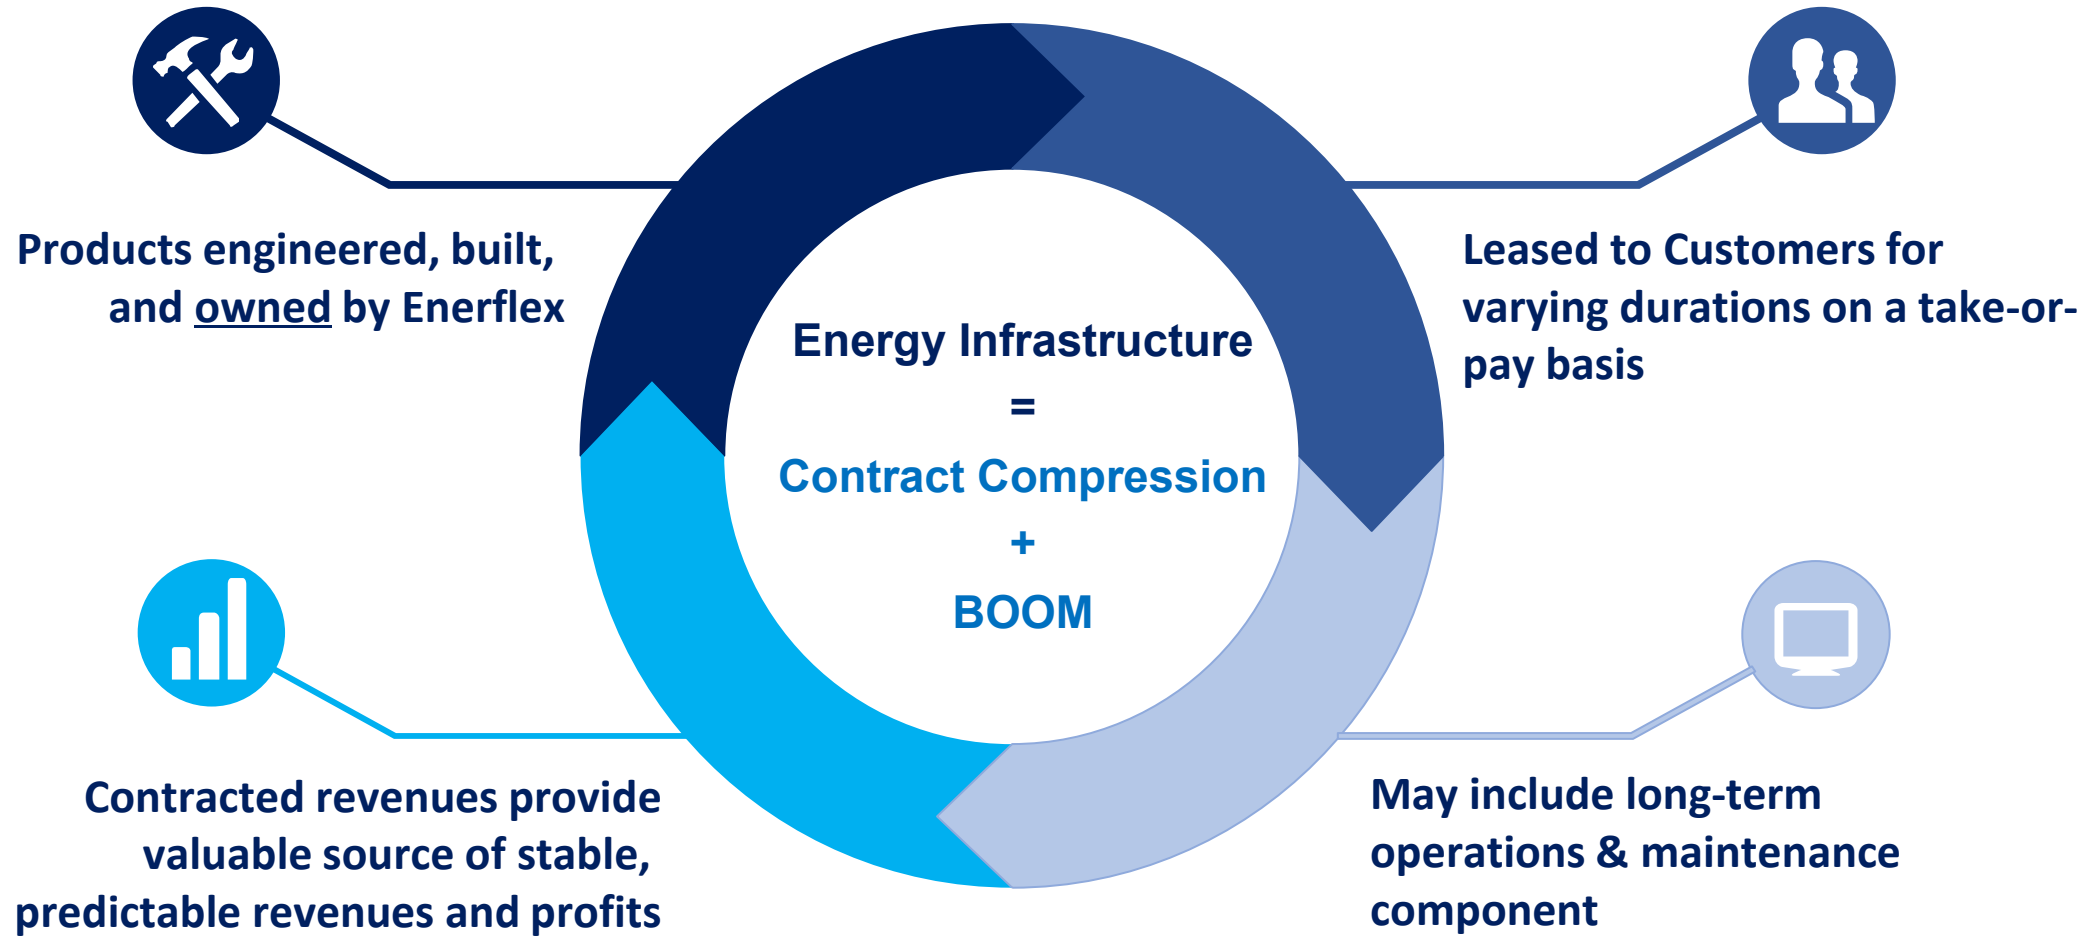 Products engineered, built,
and owned by Enerflex
Leased to Customers for
varying durations on a take-or-
pay basis
Energy Infrastructure
=
Contract Compression
+
BOOM
Contracted revenues provide
valuable source of stable,
predictable revenues and profits
May include long-term
operations & maintenance
component